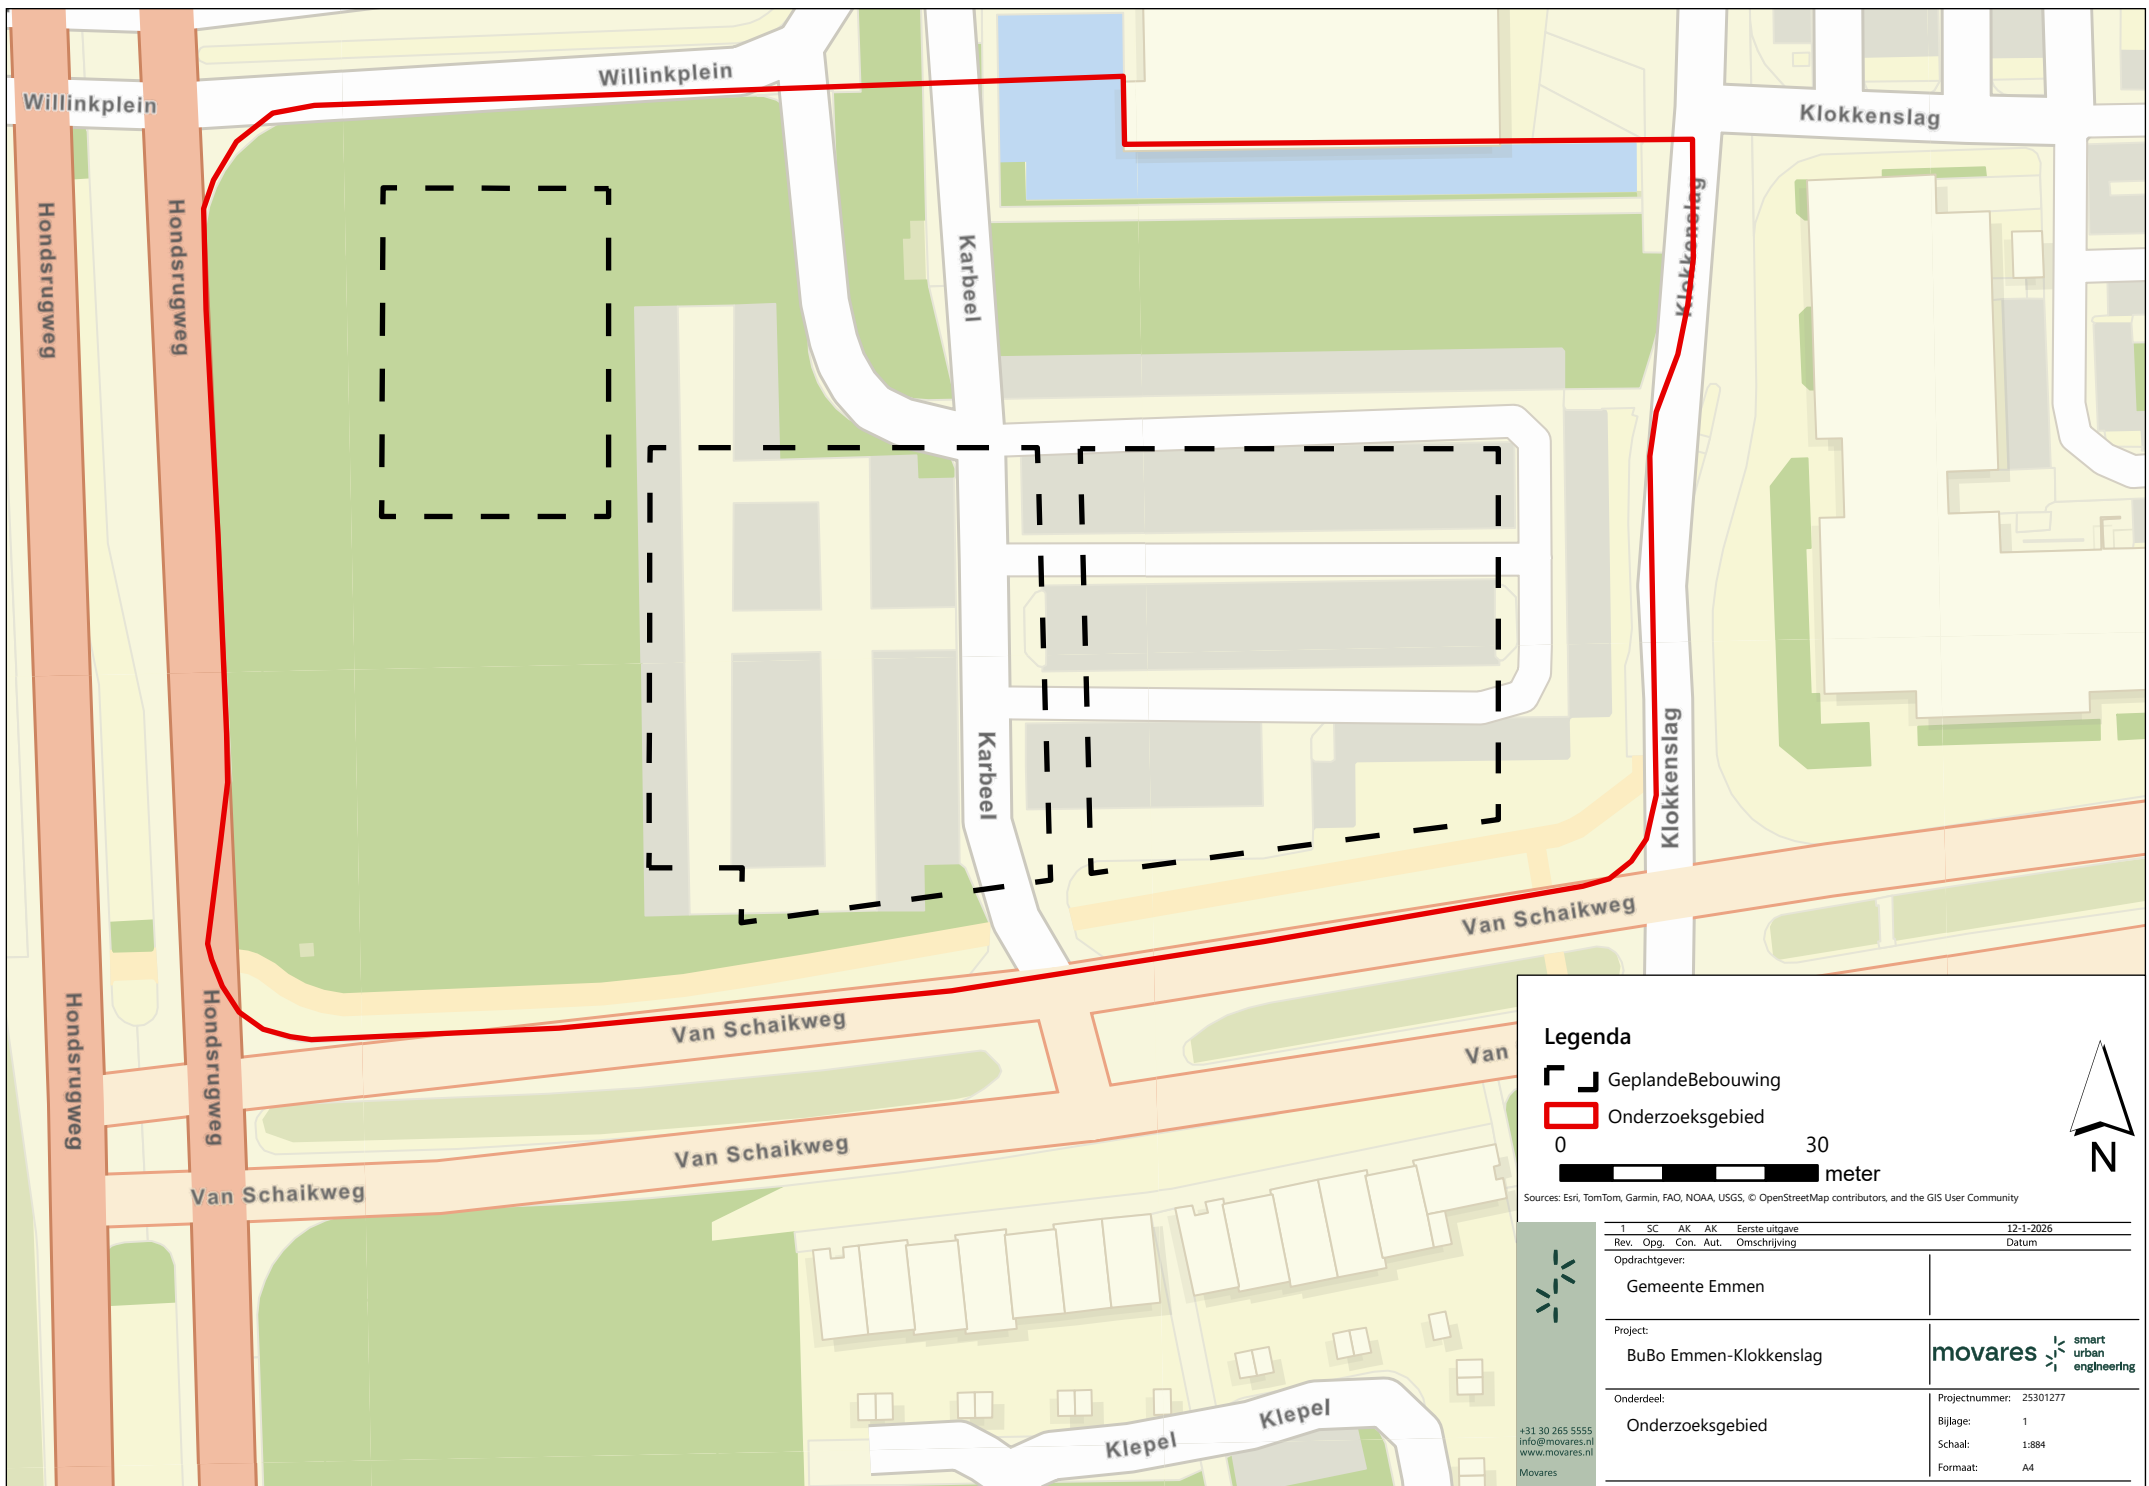 Willinkplein
Willinkplein
Klokkenslag
Hondsrugweg
Hondsrugweg
Karbeel
Klokkenslag
Karbeel
Klokkenslag
Van Schaikweg
Hondsrugweg
Hondsrugweg
Van Schaikweg
Van
Van Schaikweg
Van Schaikweg
Klepel
Klepel
Legenda
GeplandeBebouwing
Onderzoeksgebied
0 30
meter
N
Sources: Esri, TomTom, Garmin, FAO, NOAA, USGS, © OpenStreetMap contributors, and the GIS User Community
1 SC AK AK Eerste uitgave 12-1-2026
Rev. Opg. Con. Aut. Omschrijving Datum
Opdrachtgever:
Gemeente Emmen
Project:
BuBo Emmen-Klokkenslag
movares
smart
urban
engineering
Onderdeel:
Onderzoeksgebied
Projectnummer: 25301277
Bijlage: 1
Schaal: 1:884
Formaat: A4
+31 30 265 5555
info@movares.nl
www.movares.nl
Movares